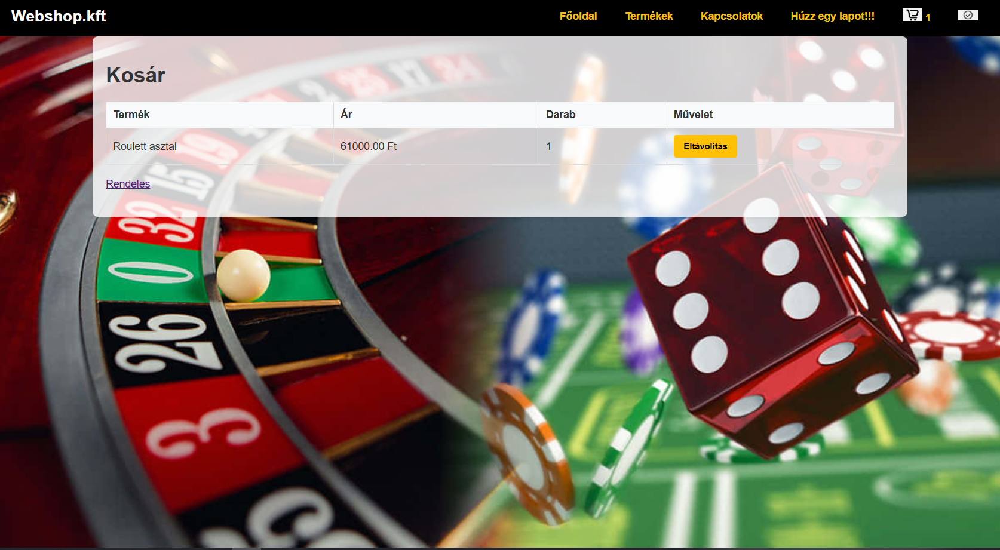 Webshop.kft
Főoldal Termékek Kapcsolatok Húzz egy lapot!!! 1
Kosár
Termék Ár Darab Művelet
Roulett asztal 61000.00 Ft 1 Eltávolítás
Rendeles
25 17 34
2
19
15
32
0
26
3